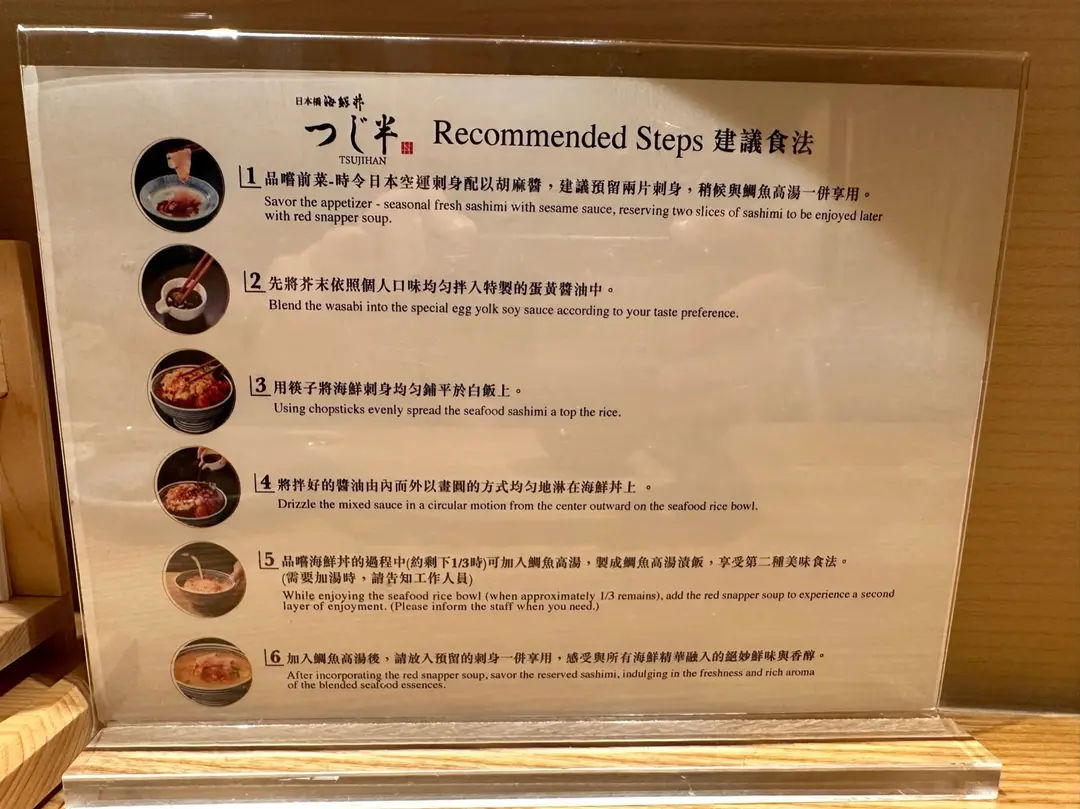 日本橋 海鮮丼
つじ半
TSUJIHAN
Recommended Steps 建議食法
1 品嚐前菜-時令日本空運刺身配以胡麻醬，建議預留兩片刺身，稍候與鯛魚高湯一併享用。
Savor the appetizer - seasonal fresh sashimi with sesame sauce, reserving two slices of sashimi to be enjoyed later
with red snapper soup.
2 先將芥末依照個人口味均勻拌入特製的蛋黃醬油中。
Blend the wasabi into the special egg yolk soy sauce according to your taste preference.
3 用筷子將海鮮刺身均勻鋪平於白飯上。
Using chopsticks evenly spread the seafood sashimi a top the rice.
4 將拌好的醬油由內而外以畫圓的方式均勻地淋在海鮮丼上 。
Drizzle the mixed sauce in a circular motion from the center outward on the seafood rice bowl.
5 品嚐海鮮丼的過程中(約剩下1/3時)可加入鯛魚高湯，製成鯛魚高湯漬飯，享受第二種美味食法。
(需要加湯時，請告知工作人員)
While enjoying the seafood rice bowl (when approximately 1/3 remains), add the red snapper soup to experience a second
layer of enjoyment. (Please inform the staff when you need.)
6 加入鯛魚高湯後，請放入預留的刺身一併享用，感受與所有海鮮精華融入的絕妙鮮味與香醇。
After incorporating the red snapper soup, savor the reserved sashimi, indulging in the freshness and rich aroma
of the blended seafood essences.